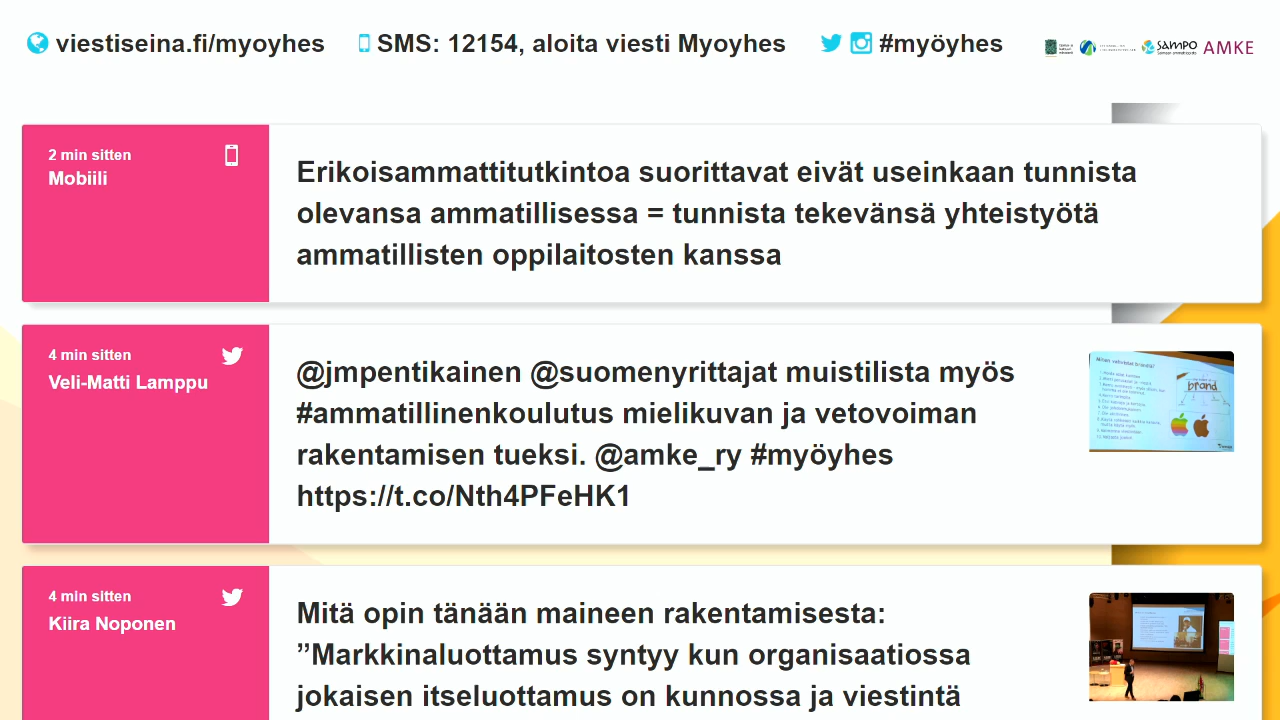 viestiseina.fi/myoyhes SMS: 12154, aloita viesti Myoyhes #myöyhes
SAMPO AMKE
2 min sitten
Mobiili
Erikoisammattitutkintoa suorittavat eivät useinkaan tunnista
olevansa ammatillisessa = tunnista tekevänsä yhteistyötä
ammatillisten oppilaitosten kanssa
4 min sitten
Veli-Matti Lamppu
@jmpentikainen @suomenyrittajat muistilista myös
#ammatillinenkoulutus mielikuvan ja vetovoiman
rakentamisen tueksi. @amke_ry #myöyhes
https://t.co/Nth4PFeHK1
brand
4 min sitten
Kiira Noponen
Mitä opin tänään maineen rakentamisesta:
”Markkinaluottamus syntyy kun organisaatiossa
jokaisen itseluottamus on kunnossa ja viestintä